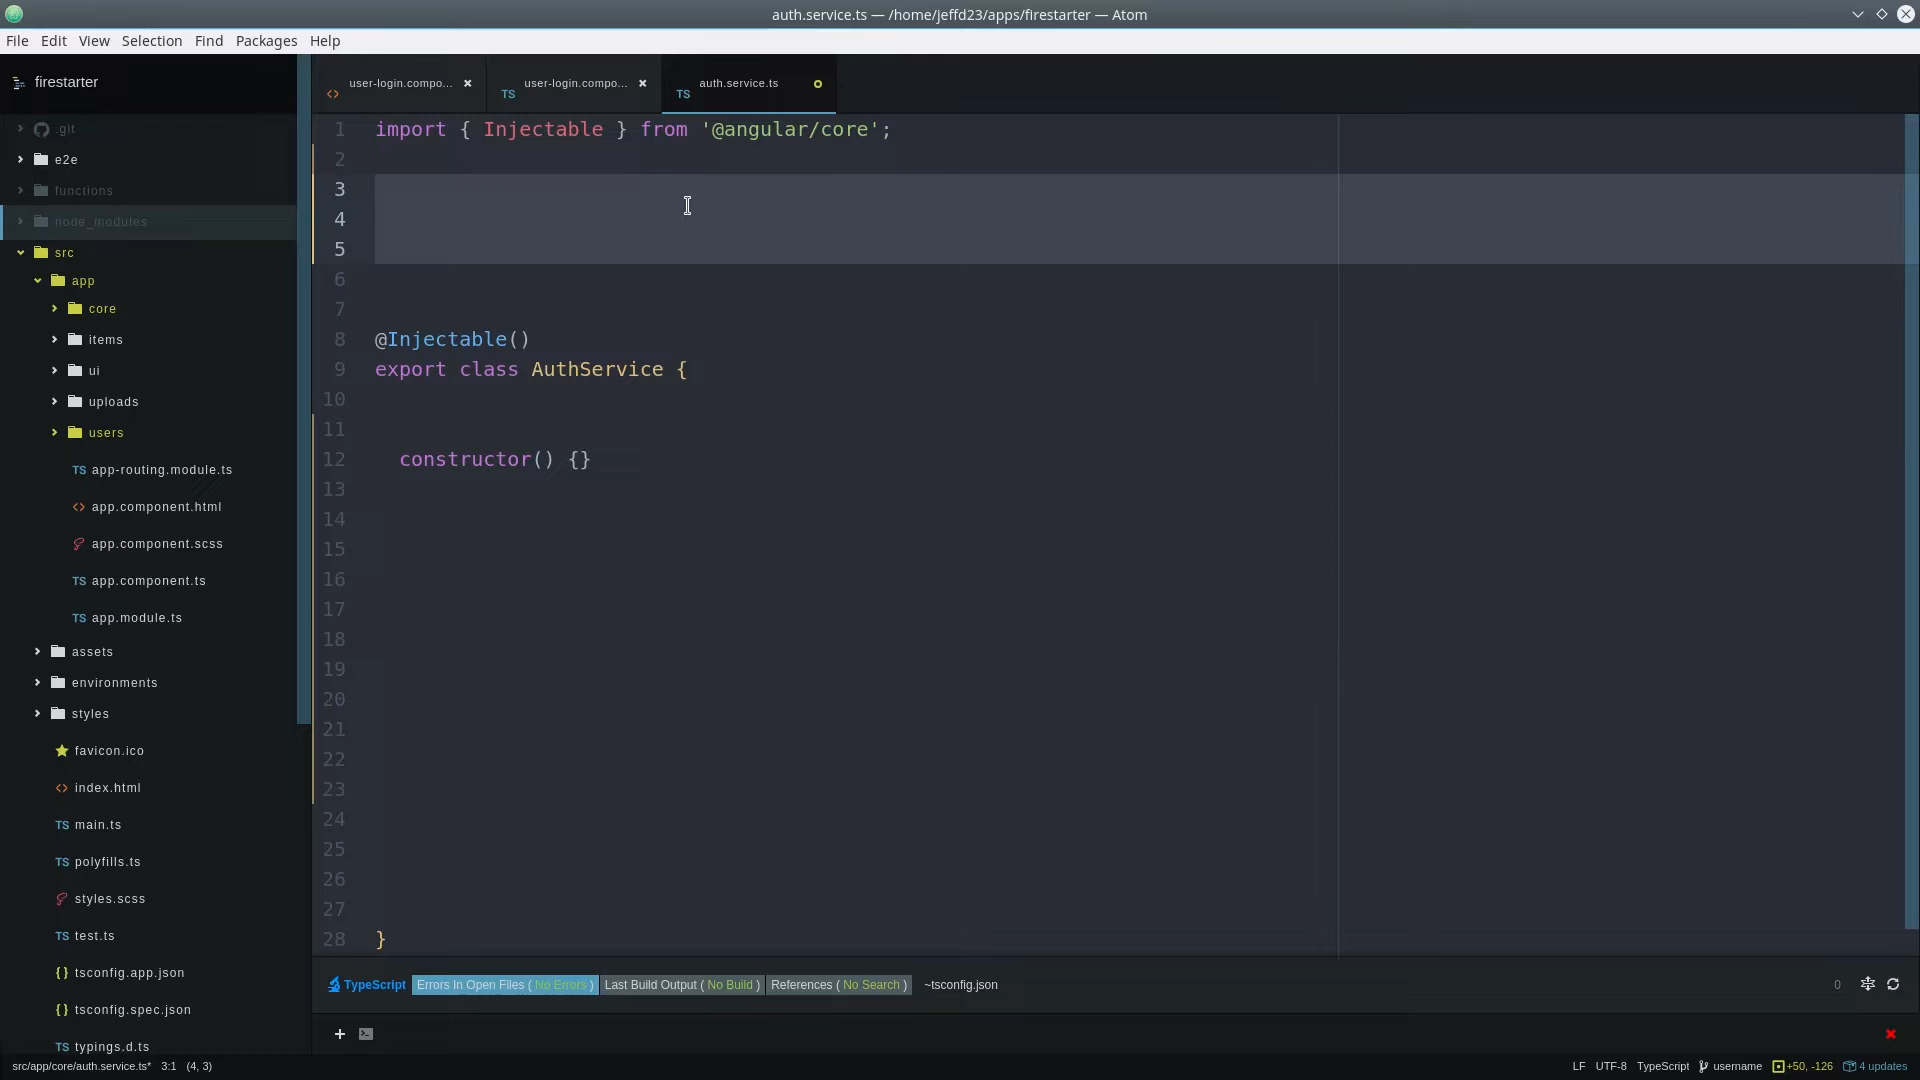 auth.service.ts — /home/jeffd23/apps/firestarter — Atom
File Edit View Selection Find Packages Help
firestarter
user-login.compo... user-login.compo... TS auth.service.ts
.git
e2e
functions
node_modules
src
app
core
items
ui
uploads
users
TS app-routing.module.ts
<> app.component.html
app.component.scss
TS app.component.ts
TS app.module.ts
assets
environments
styles
favicon.ico
<> index.html
TS main.ts
TS polyfills.ts
styles.scss
TS test.ts
{} tsconfig.app.json
{} tsconfig.spec.json
typings.d.ts
1 import { Injectable } from '@angular/core';
2
3
4
5
6
7
8 @Injectable()
9 export class AuthService {
10
11
12 constructor() {}
13
14
15
16
17
18
19
20
21
22
23
24
25
26
27
28 }
TypeScript Errors In Open Files ( No Errors ) Last Build Output ( No Build ) References ( No Search ) ~tsconfig.json 0
src/app/core/auth.service.ts* 3:1 (4, 3) LF UTF-8 TypeScript username +50, -126 4 updates